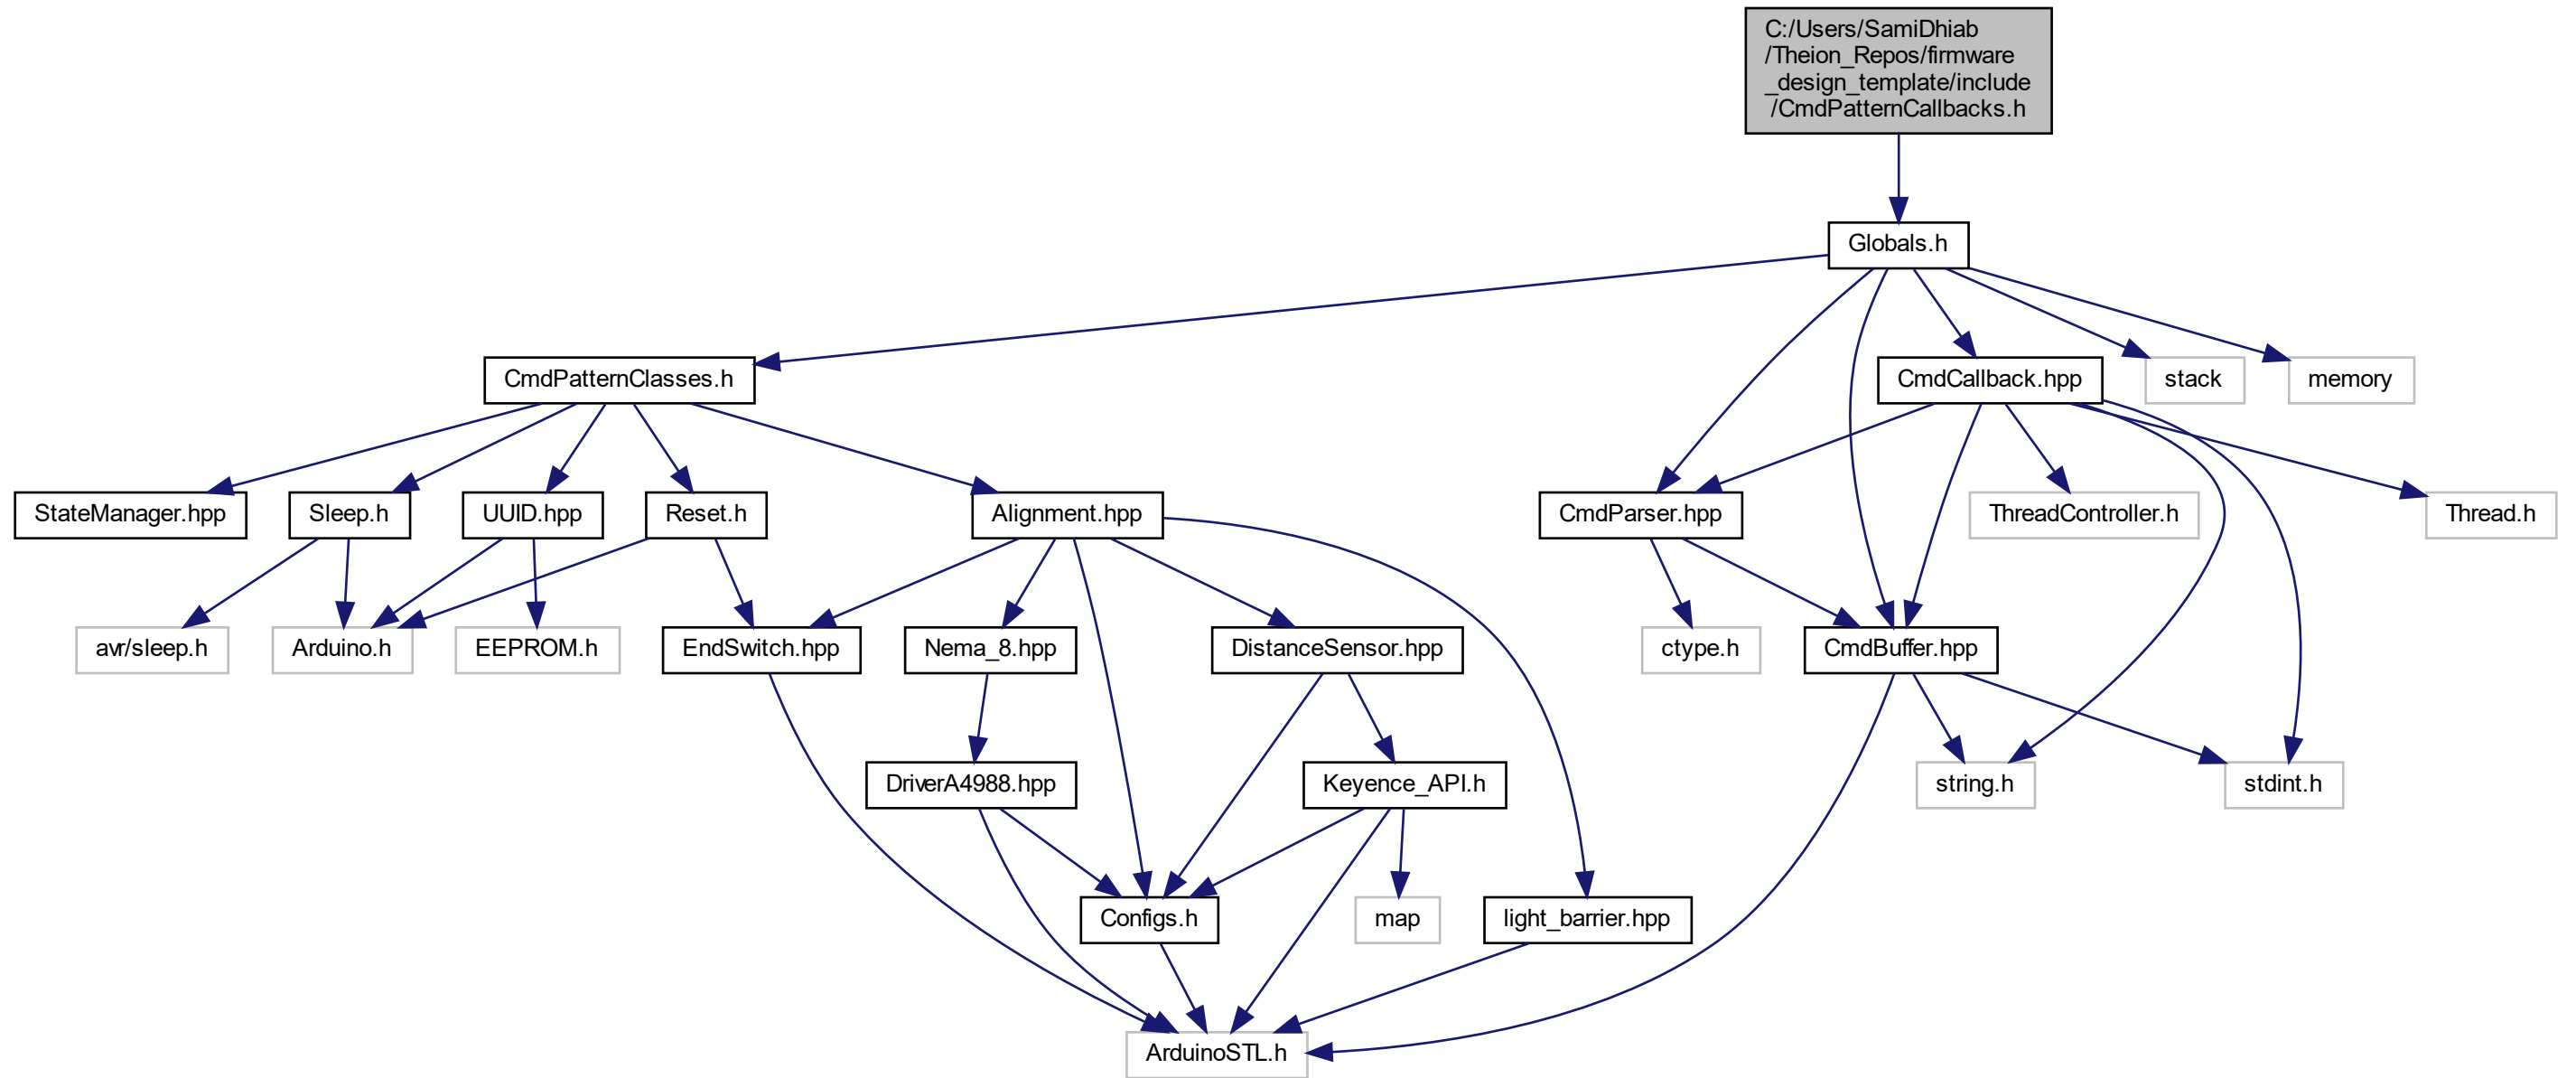 C:/Users/SamiDhiab
/Theion_Repos/firmware
_design_template/include
/CmdPatternCallbacks.h
Globals.h
CmdPatternClasses.h
CmdCallback.hpp
stack
memory
StateManager.hpp
Sleep.h
UUID.hpp
Reset.h
Alignment.hpp
CmdParser.hpp
ThreadController.h
Thread.h
avr/sleep.h
Arduino.h
EEPROM.h
EndSwitch.hpp
Nema_8.hpp
DistanceSensor.hpp
ctype.h
CmdBuffer.hpp
DriverA4988.hpp
Keyence_API.h
string.h
stdint.h
Configs.h
map
light_barrier.hpp
ArduinoSTL.h